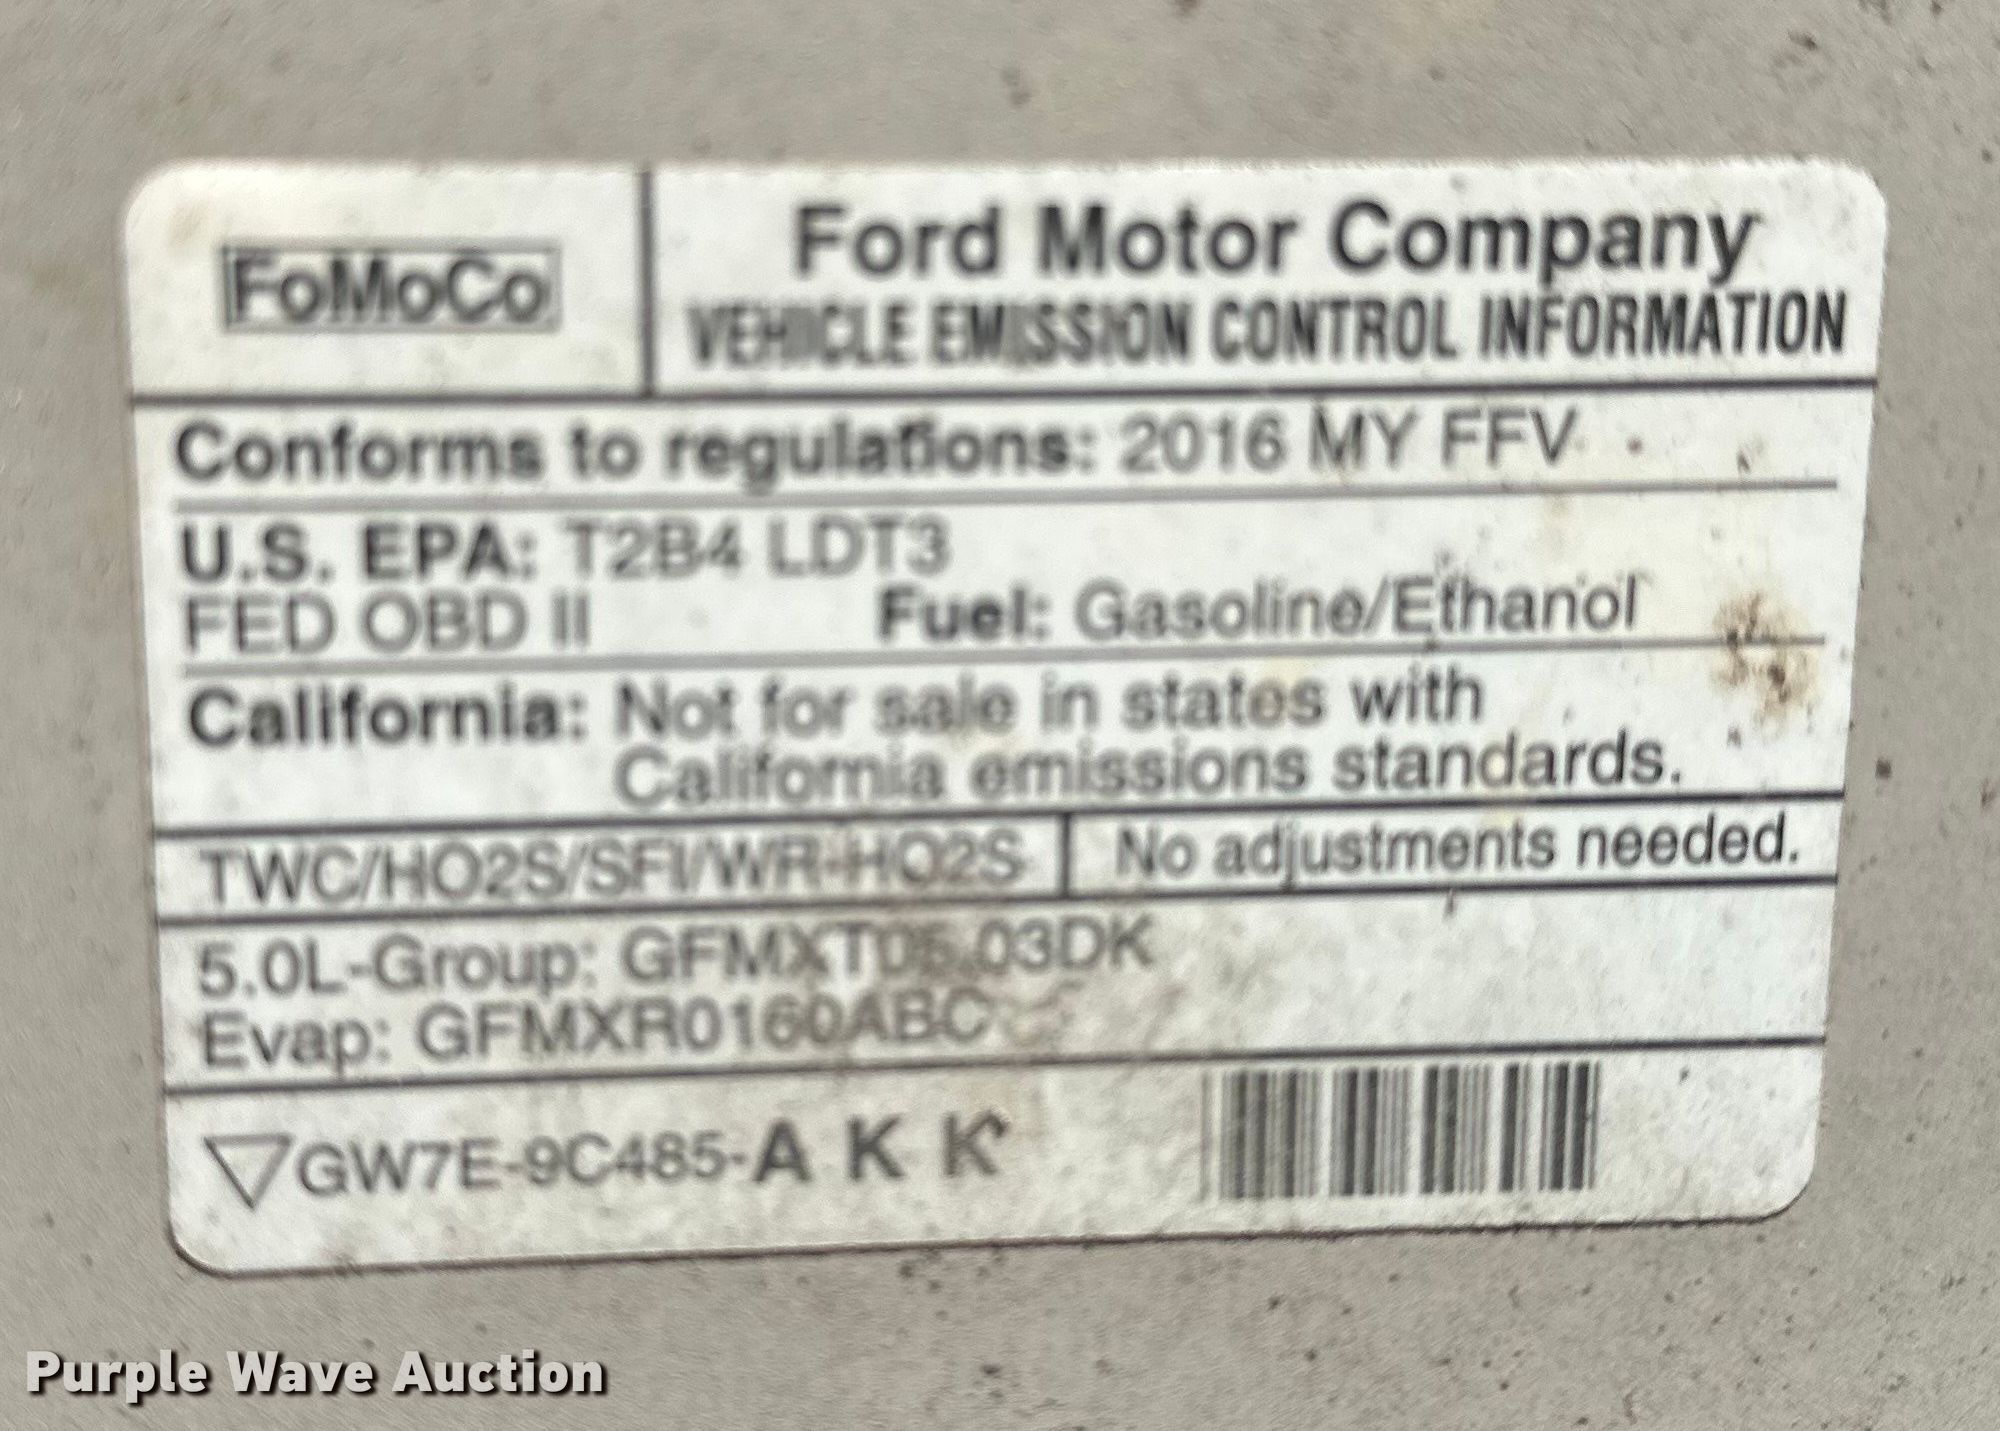 FoMoCo
Ford Motor Company
VEHICLE EMISSION CONTROL INFORMATION
Conforms to regulations: 2016 MY FFV
U.S. EPA: T2B4 LDT3
FED OBD II Fuel: Gasoline/Ethanol
California: Not for sale in states with
California emissions standards.
TWC/HO2S/SFI/WR-HO2S No adjustments needed.
5.0L-Group: GFMXT05.03DK
Evap: GFMXR0160ABC
GW7E-9C485-A K K
Purple Wave Auction